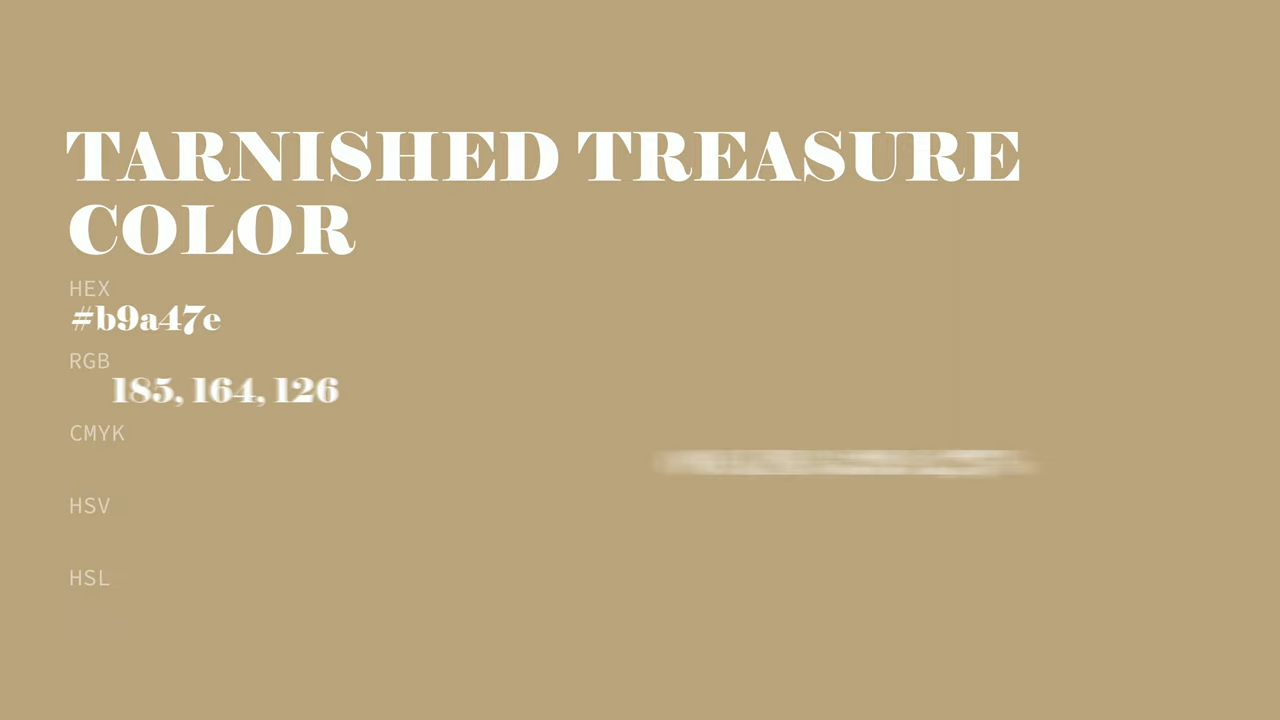 TARNISHED TREASURE
COLOR
HEX
#b9a47e
RGB
185, 164, 126
CMYK
HSV
HSL